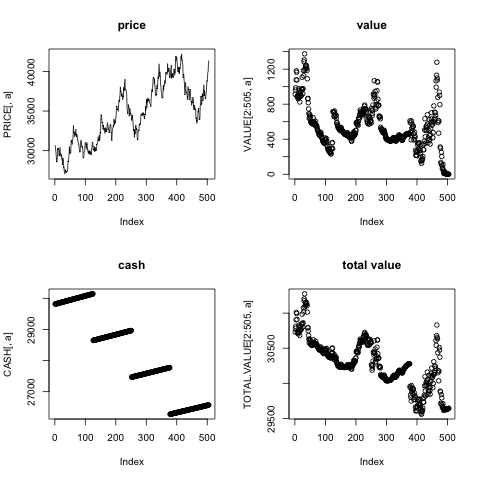 price
PRICE[, a]
30000 35000 40000
0 100 200 300 400 500
Index
value
VALUE[2:505, a]
0 400 800 1200
0 100 200 300 400 500
Index
cash
CASH[, a]
27000 29000
0 100 200 300 400 500
Index
total value
TOTAL.VALUE[2:505, a]
29500 30500
0 100 200 300 400 500
Index